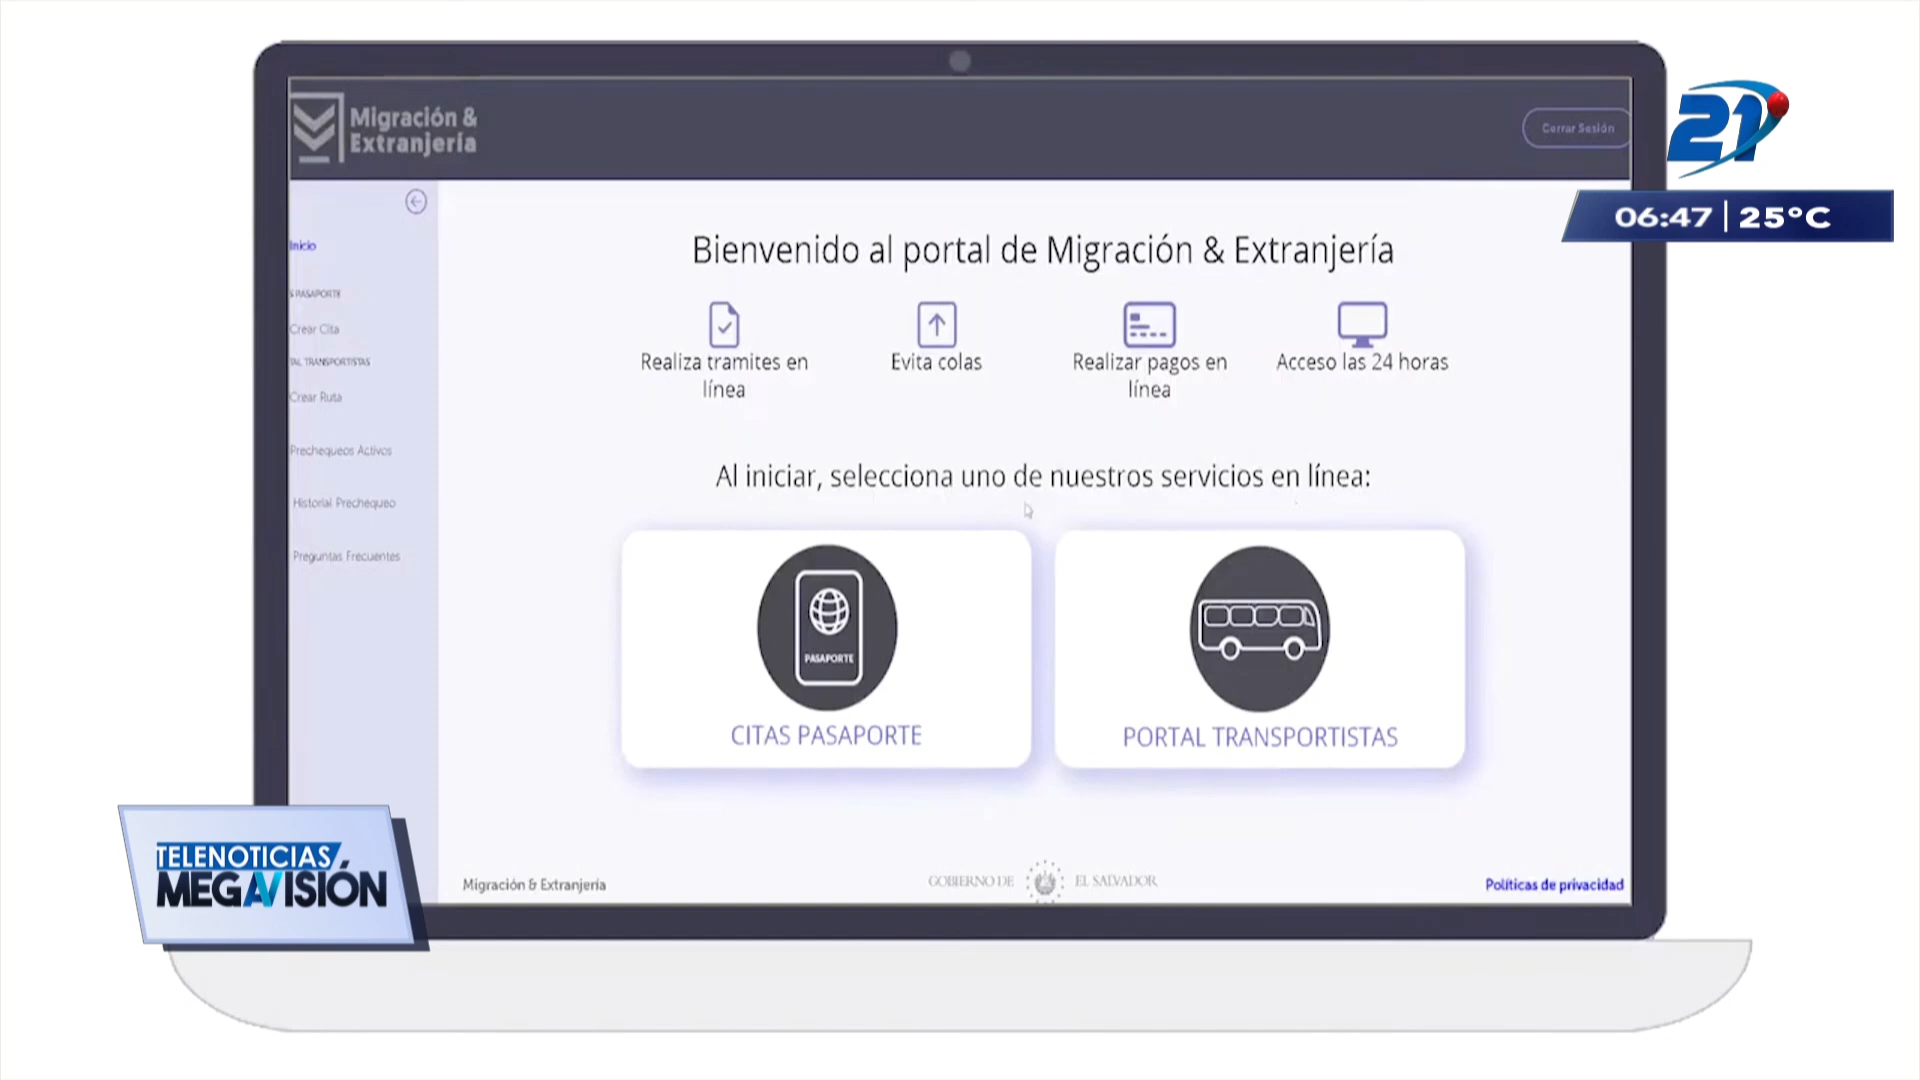 Migración &
Extranjería
Cerrar Sesión
21
06:47 | 25°C
Inicio
S PASAPORTE
Crear Cita
TAL TRANSPORTISTAS
Crear Ruta
Prechequeos Activos
Historial Prechequeo
Preguntas Frecuentes
Bienvenido al portal de Migración & Extranjería
Realiza tramites en
línea
Evita colas
Realizar pagos en
línea
Acceso las 24 horas
Al iniciar, selecciona uno de nuestros servicios en línea:
PASAPORTE
CITAS PASAPORTE
PORTAL TRANSPORTISTAS
TELENOTICIAS
MEGAVISIÓN
Migración & Extranjería
GOBIERNO DE EL SALVADOR
Políticas de privacidad